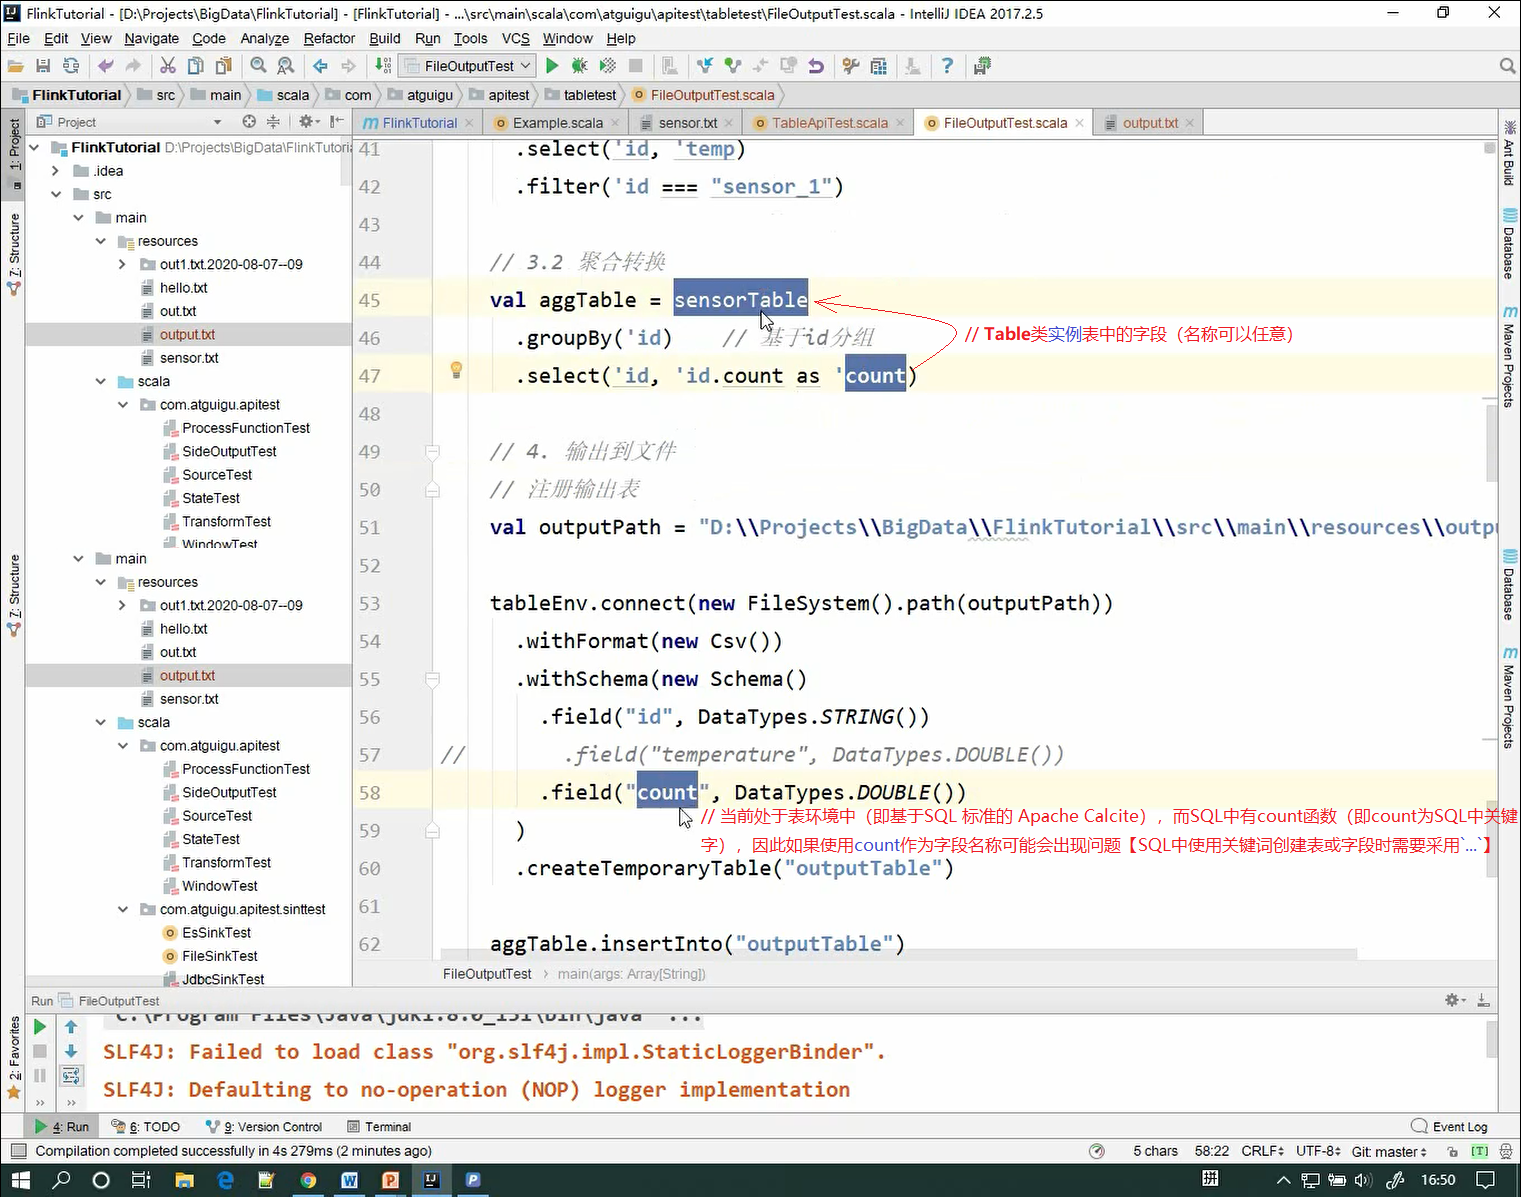 FlinkTutorial - [D:\Projects\BigData\FlinkTutorial] - [FlinkTutorial] - ...\src\main\scala\com\atguigu\apitest\tabletest\FileOutputTest.scala - IntelliJ IDEA 2017.2.5
File Edit View Navigate Code Analyze Refactor Build Run Tools VCS Window Help
FileOutputTest
FlinkTutorial src main scala com atguigu apitest tabletest FileOutputTest.scala
Project
m FlinkTutorial Example.scala sensor.txt TableApiTest.scala FileOutputTest.scala output.txt
1: Project
7: Structure
7: Structure
2: Favorites
FlinkTutorial D:\Projects\BigData\FlinkTutoria
.idea
src
main
resources
out1.txt.2020-08-07--09
hello.txt
out.txt
output.txt
sensor.txt
scala
com.atguigu.apitest
ProcessFunctionTest
SideOutputTest
SourceTest
StateTest
TransformTest
WindowTest
main
resources
out1.txt.2020-08-07--09
hello.txt
out.txt
output.txt
sensor.txt
scala
com.atguigu.apitest
ProcessFunctionTest
SideOutputTest
SourceTest
StateTest
TransformTest
WindowTest
com.atguigu.apitest.sinttest
EsSinkTest
FileSinkTest
JdbcSinkTest
41 .select('id, 'temp)
42 .filter('id === "sensor_1")
43
44 // 3.2 聚合转换
45 val aggTable = sensorTable
46 .groupBy('id) // 基于id分组
// Table类实例表中的字段（名称可以任意）
47 .select('id, 'id.count as 'count)
48
49 // 4. 输出到文件
50 // 注册输出表
51 val outputPath = "D:\\Projects\\BigData\\FlinkTutorial\\src\\main\\resources\\outpu
52
53 tableEnv.connect(new FileSystem().path(outputPath))
54 .withFormat(new Csv())
55 .withSchema(new Schema()
56 .field("id", DataTypes.STRING())
57 // .field("temperature", DataTypes.DOUBLE())
58 .field("count", DataTypes.DOUBLE())
// 当前处于表环境中（即基于SQL 标准的 Apache Calcite），而SQL中有count函数（即count为SQL中关键
字），因此如果使用count作为字段名称可能会出现问题【SQL中使用关键词创建表或字段时需要采用`...`】
59 )
60 .createTemporaryTable("outputTable")
61
62 aggTable.insertInto("outputTable")
FileOutputTest main(args: Array[String])
Ant Build
Database
m Maven Projects
Database
m Maven Projects
Run FileOutputTest
C:\Program Files\Java\jdk1.8.0_131\bin\java" ...
SLF4J: Failed to load class "org.slf4j.impl.StaticLoggerBinder".
SLF4J: Defaulting to no-operation (NOP) logger implementation
4: Run 6: TODO 9: Version Control Terminal Event Log
Compilation completed successfully in 4s 279ms (2 minutes ago) 5 chars 58:22 CRLF UTF-8 Git: master [T]
拼 16:50